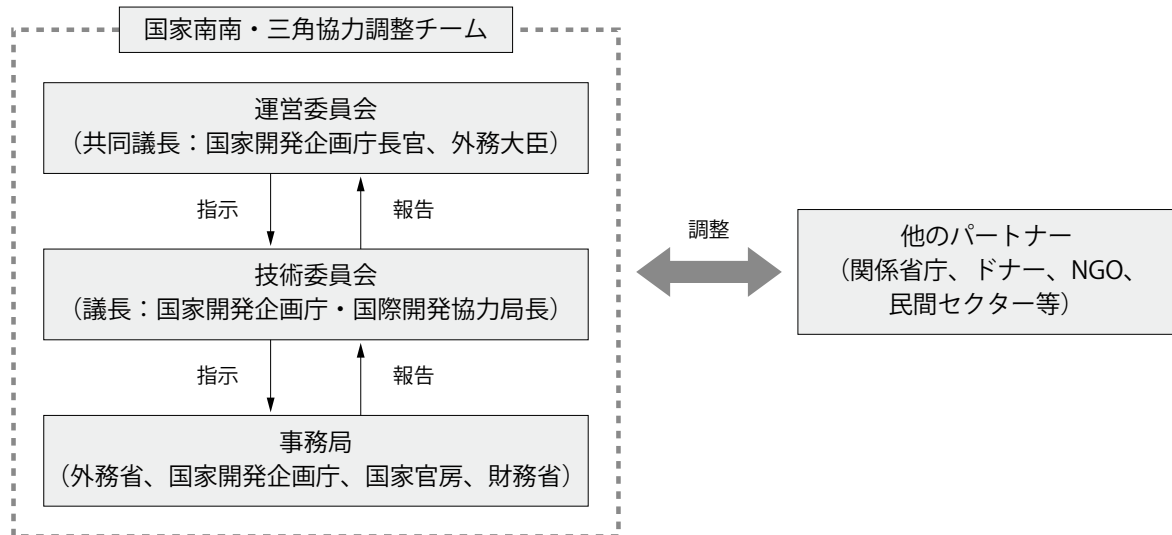 国家南南・三角協力調整チーム
運営委員会
（共同議長：国家開発企画庁長官、外務大臣）
指示
報告
技術委員会
（議長：国家開発企画庁・国際開発協力局長）
指示
報告
事務局
（外務省、国家開発企画庁、国家官房、財務省）
調整
他のパートナー
（関係省庁、ドナー、NGO、
民間セクター等）